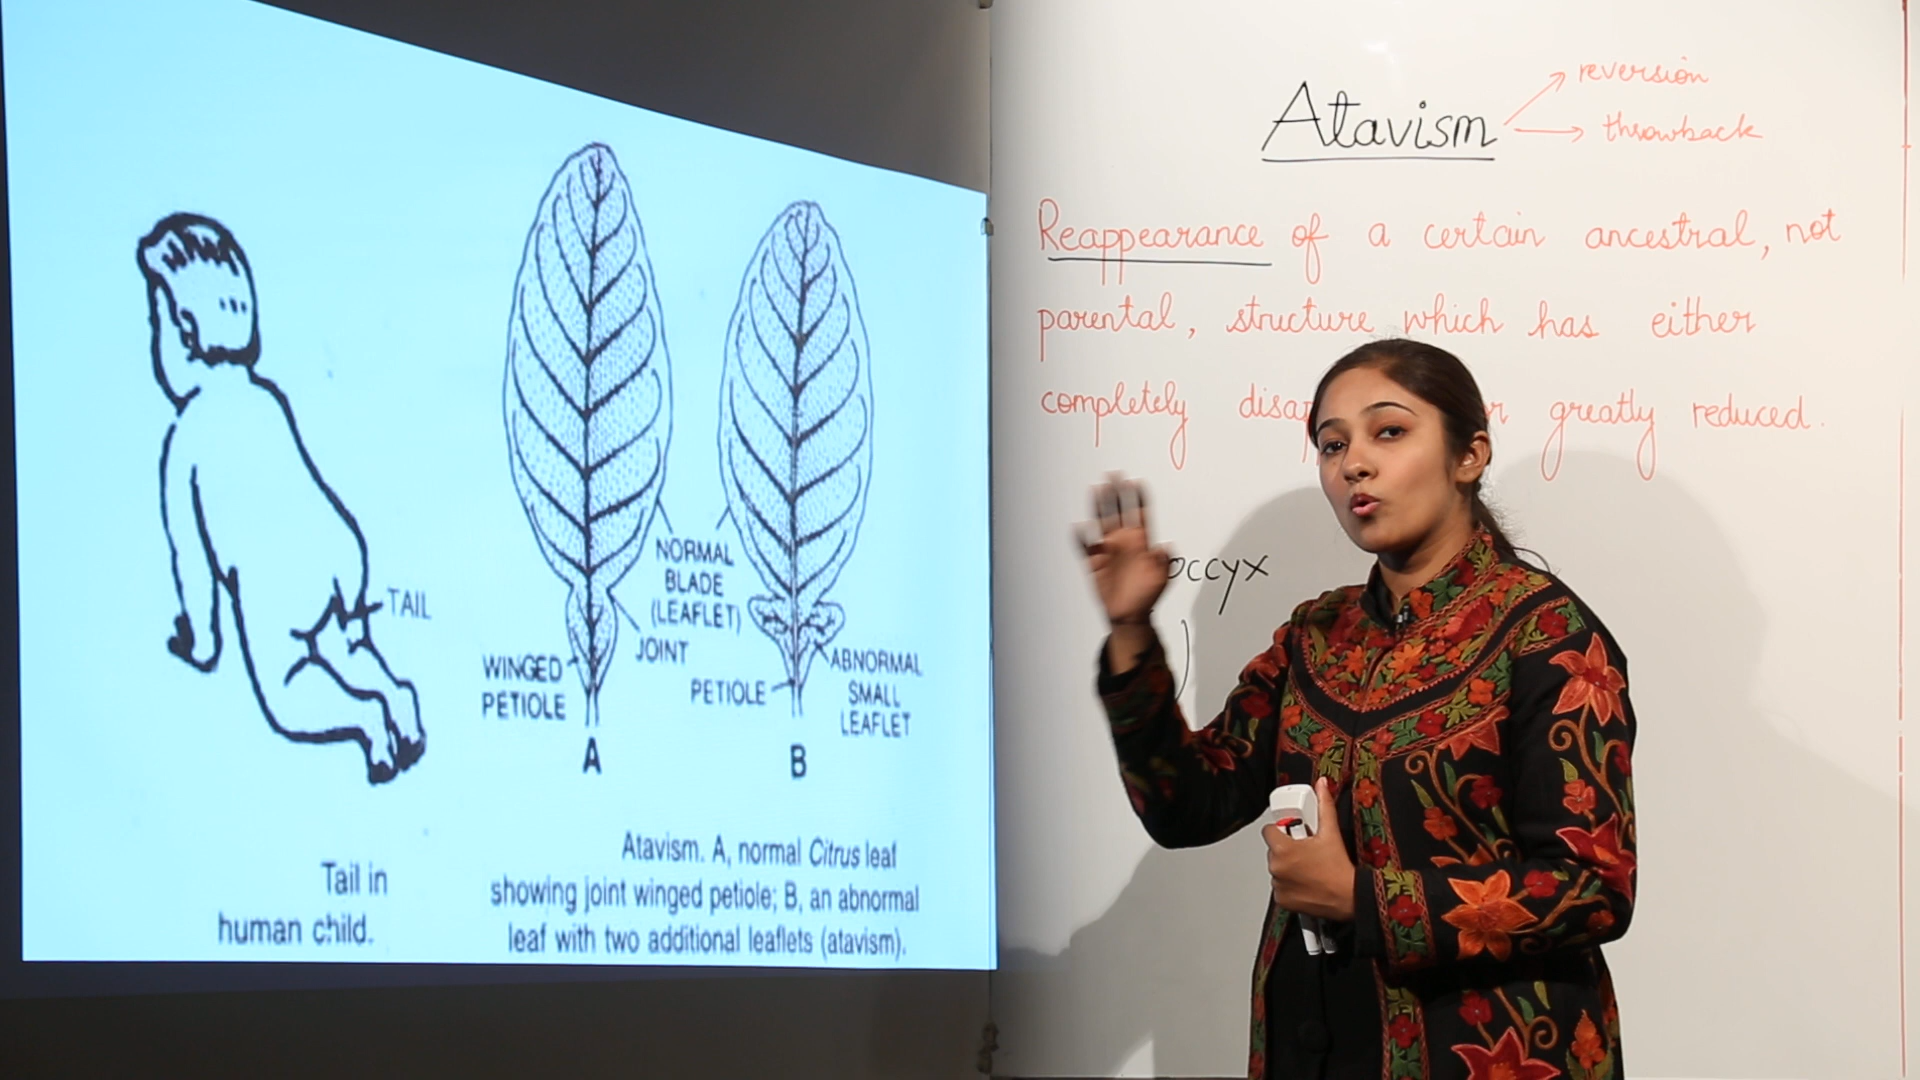 TAIL
NORMAL
BLADE
(LEAFLET)
JOINT
WINGED
PETIOLE
PETIOLE
ABNORMAL
SMALL
LEAFLET
A
B
Tail in
human child.
Atavism. A, normal Citrus leaf
showing joint winged petiole; B, an abnormal
leaf with two additional leaflets (atavism).
Atavism
reversion
throwback
Reappearance of a certain ancestral, not
parental, structure which has either
completely greatly reduced.